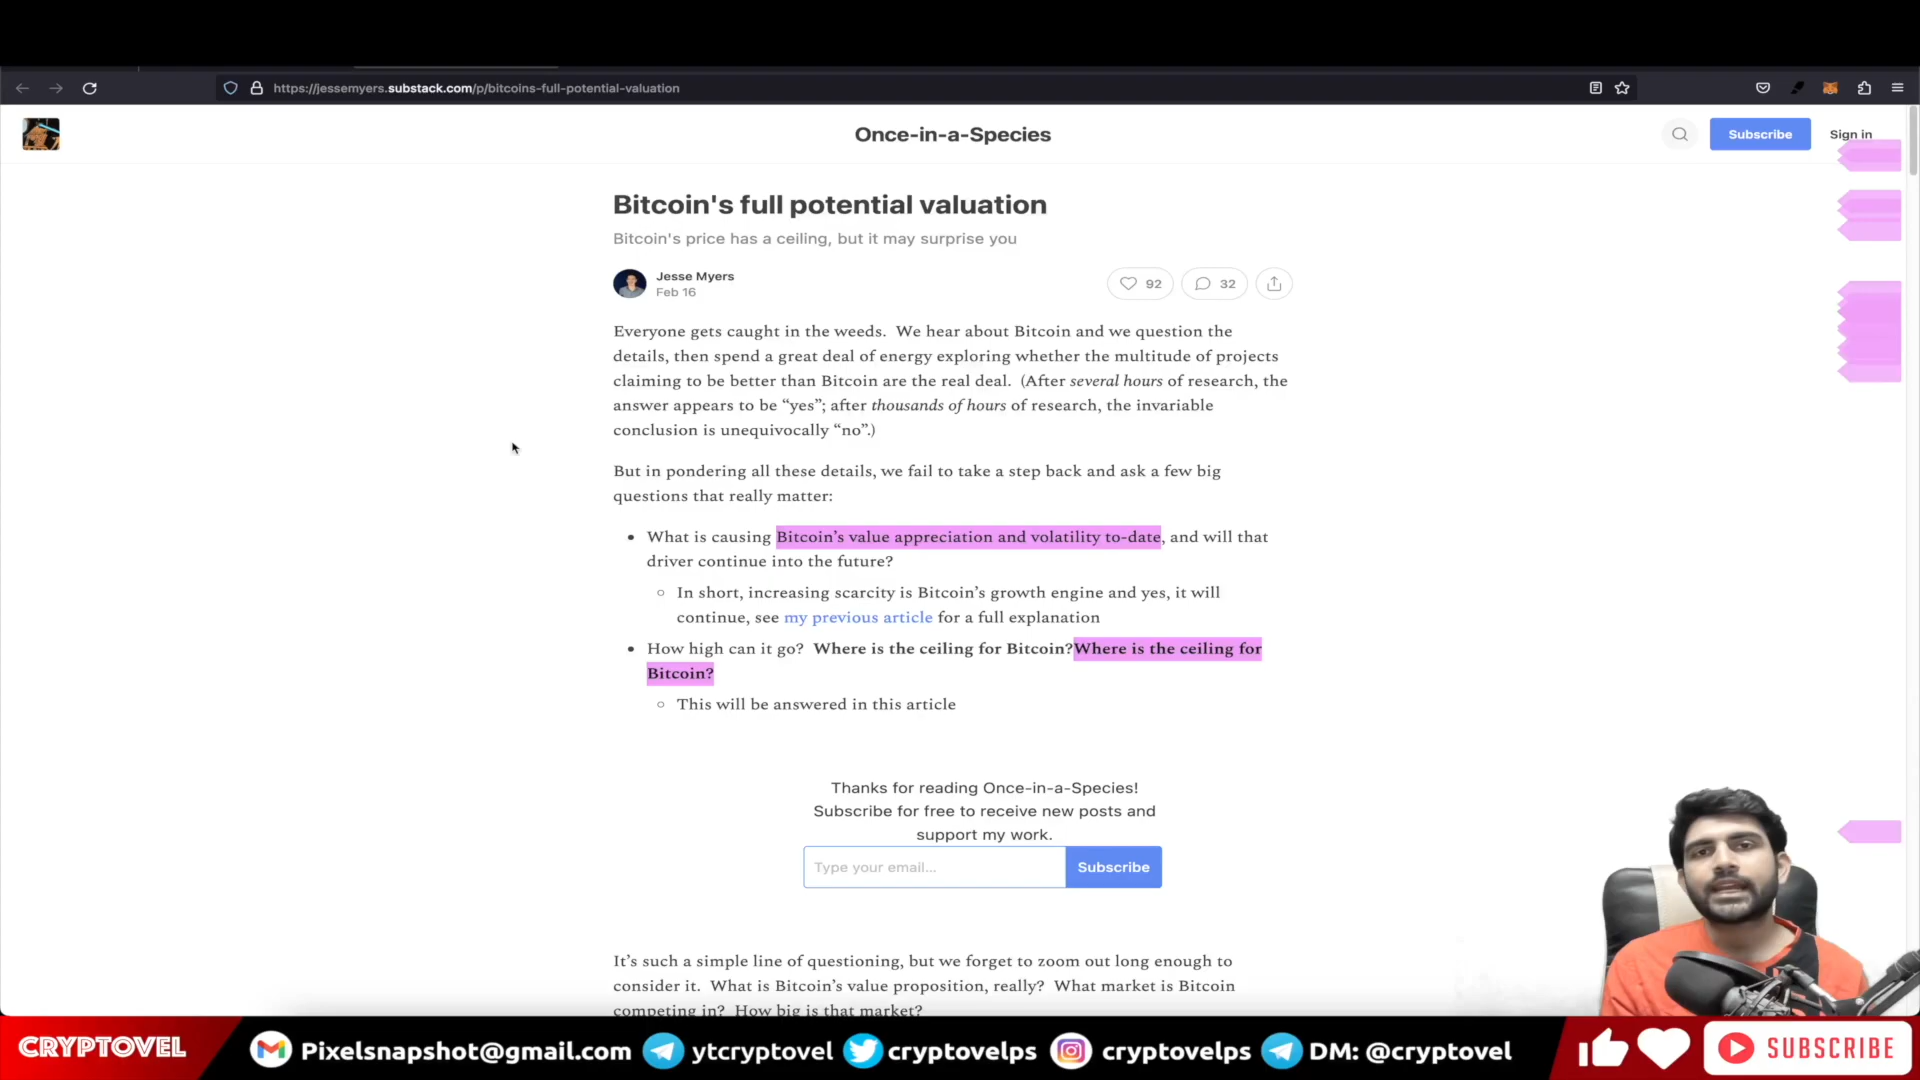 https://jessemyers.substack.com/p/bitcoins-full-potential-valuation
Once-in-a-Species
Subscribe
Sign in
Bitcoin's full potential valuation
Bitcoin's price has a ceiling, but it may surprise you
Jesse Myers
Feb 16
92
32
Everyone gets caught in the weeds. We hear about Bitcoin and we question the
details, then spend a great deal of energy exploring whether the multitude of projects
claiming to be better than Bitcoin are the real deal. (After several hours of research, the
answer appears to be “yes”; after thousands of hours of research, the invariable
conclusion is unequivocally “no”.)
But in pondering all these details, we fail to take a step back and ask a few big
questions that really matter:
• What is causing Bitcoin’s value appreciation and volatility to-date, and will that
driver continue into the future?
◦ In short, increasing scarcity is Bitcoin’s growth engine and yes, it will
continue, see my previous article for a full explanation
• How high can it go? Where is the ceiling for Bitcoin?Where is the ceiling for
Bitcoin?
◦ This will be answered in this article
Thanks for reading Once-in-a-Species!
Subscribe for free to receive new posts and
support my work.
Type your email...
Subscribe
It’s such a simple line of questioning, but we forget to zoom out long enough to
consider it. What is Bitcoin’s value proposition, really? What market is Bitcoin
competing in? How big is that market?
CRYPTOVEL
Pixelsnapshot@gmail.com
ytcryptovel
cryptovelps
cryptovelps
DM: @cryptovel
SUBSCRIBE